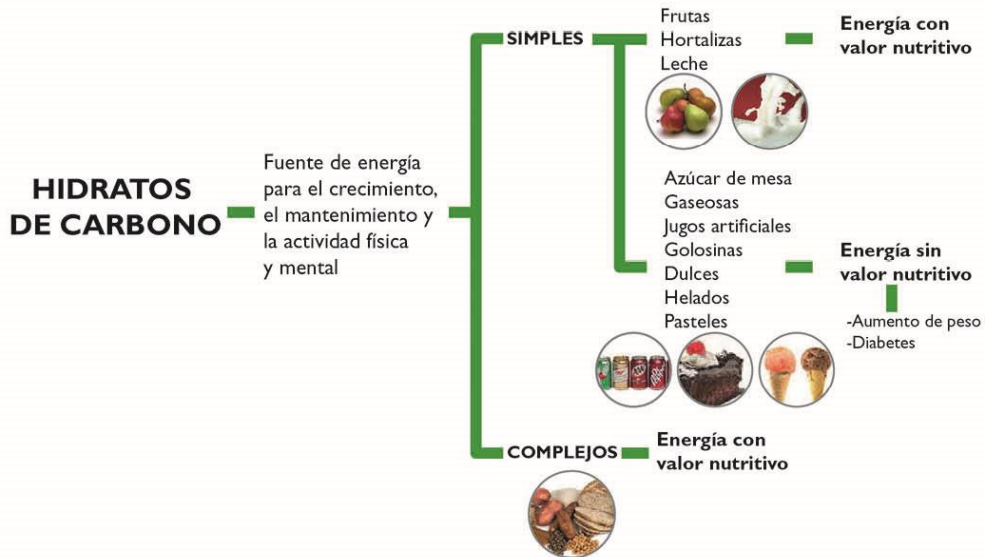 HIDRATOS
DE CARBONO
Fuente de energía
para el crecimiento,
el mantenimiento y
la actividad física
y mental
SIMPLES
Frutas
Hortalizas
Leche
Energía con
valor nutritivo
Azúcar de mesa
Gaseosas
Jugos artificiales
Golosinas
Dulces
Helados
Pasteles
Energía sin
valor nutritivo
-Aumento de peso
-Diabetes
COMPLEJOS
Energía con
valor nutritivo